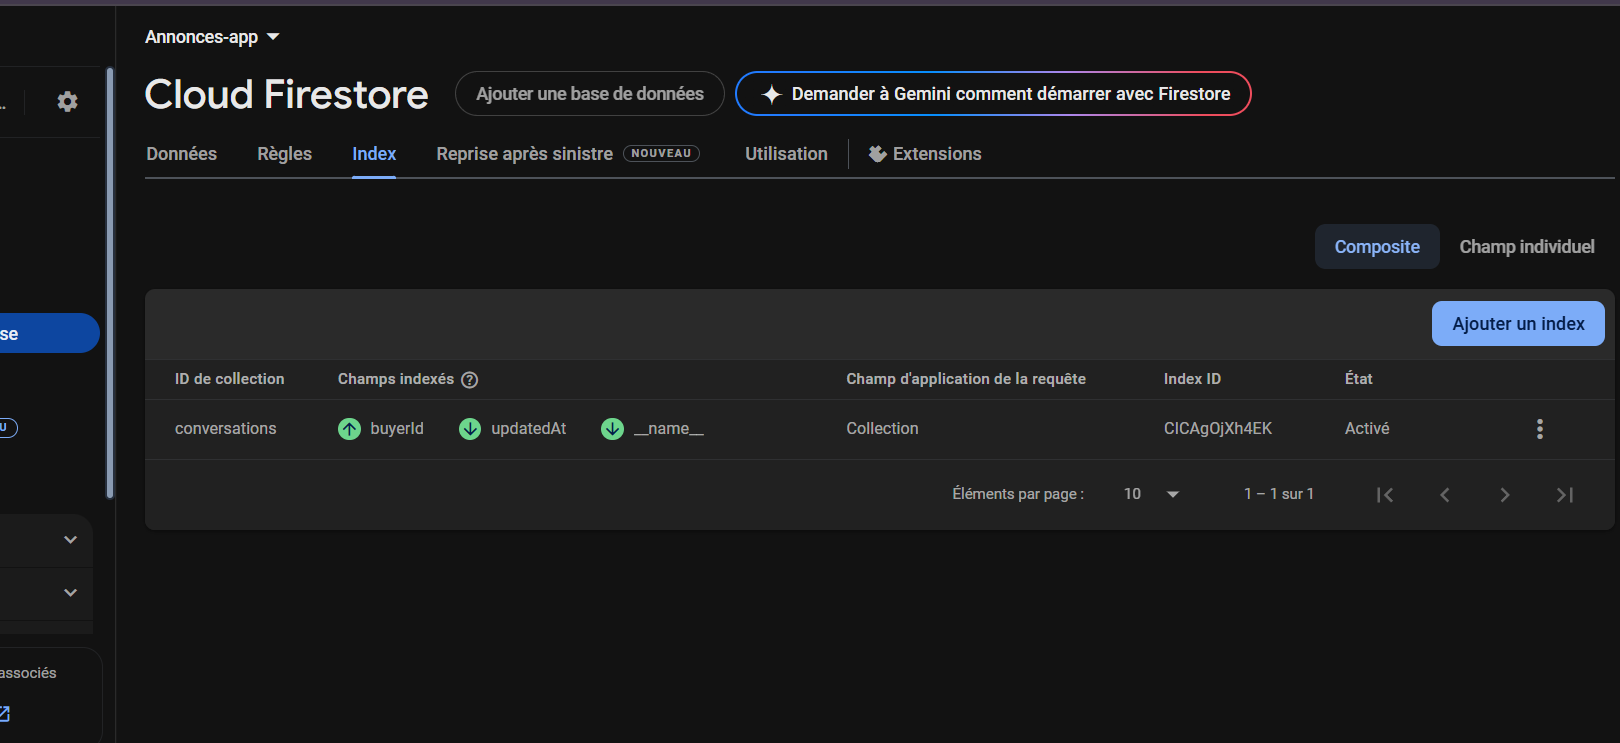 Annonces-app
Cloud Firestore
Ajouter une base de données
Demander à Gemini comment démarrer avec Firestore
Données Règles Index Reprise après sinistre NOUVEAU Utilisation Extensions
Composite Champ individuel
se
Ajouter un index
ID de collection Champs indexés Champ d'application de la requête Index ID État
U
conversations buyerId updatedAt __name__ Collection CICAgOjXh4EK Activé
Éléments par page : 10 1 – 1 sur 1
associés